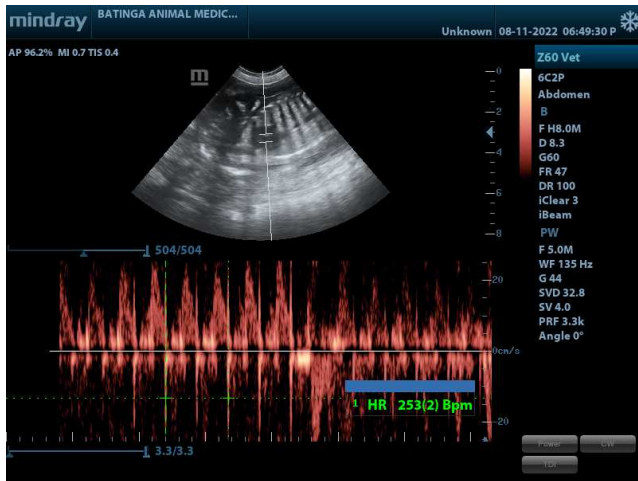 mindray
BATINGA ANIMAL MEDIC...
Unknown 08-11-2022 06:49:30 P
AP 96.2% MI 0.7 TIS 0.4
Z60 Vet
6C2P
Abdomen
B
F H8.0M
D 8.3
G60
FR 47
DR 100
iClear 3
iBeam
PW
F 5.0M
WF 135 Hz
G 44
SVD 32.8
SV 4.0
PRF 3.3k
Angle 0°
m
0
2
4
6
8
504/504
20
0cm/s
-20
1 HR 253(2) Bpm
3.3/3.3
Power
CW
TDI